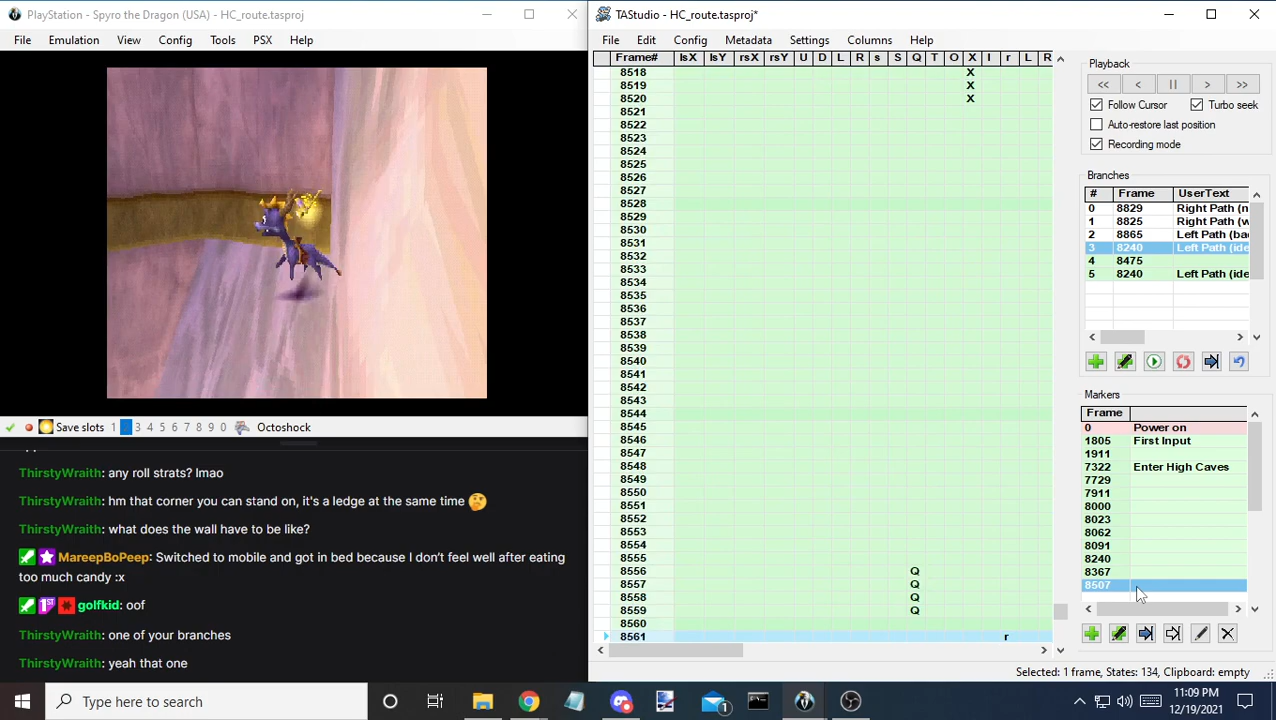 PlayStation - Spyro the Dragon (USA) - HC_route.tasproj
File Emulation View Config Tools PSX Help
Save slots 1 2 3 4 5 6 7 8 9 0 Octoshock
ThirstyWraith: any roll strats? lmao
ThirstyWraith: hm that corner you can stand on, it's a ledge at the same time 🤔
ThirstyWraith: what does the wall have to be like?
MareepBoPeep: Switched to mobile and got in bed because I don't feel well after eating
too much candy :x
1ST golfkid: oof
ThirstyWraith: one of your branches
ThirstyWraith: yeah that one
TAStudio - HC_route.tasproj*
File Edit Config Metadata Settings Columns Help
Frame# lsX lsY rsX rsY U D L R s S Q T O X l r L R
8518 X
8519 X
8520 X
8521
8522
8523
8524
8525
8526
8527
8528
8529
8530
8531
8532
8533
8534
8535
8536
8537
8538
8539
8540
8541
8542
8543
8544
8545
8546
8547
8548
8549
8550
8551
8552
8553
8554
8555
8556 Q
8557 Q
8558 Q
8559 Q
8560
8561 r
Playback
<< < || > >>
Follow Cursor Turbo seek
Auto-restore last position
Recording mode
Branches
# Frame UserText
0 8829 Right Path (n
1 8825 Right Path (w
2 8865 Left Path (ba
3 8240 Left Path (ide
4 8475
5 8240 Left Path (ide
Markers
Frame
0 Power on
1805 First Input
1911
7322 Enter High Caves
7729
7911
8000
8023
8062
8091
8240
8367
8507
Selected: 1 frame, States: 134, Clipboard: empty
Type here to search
1
11:09 PM
12/19/2021